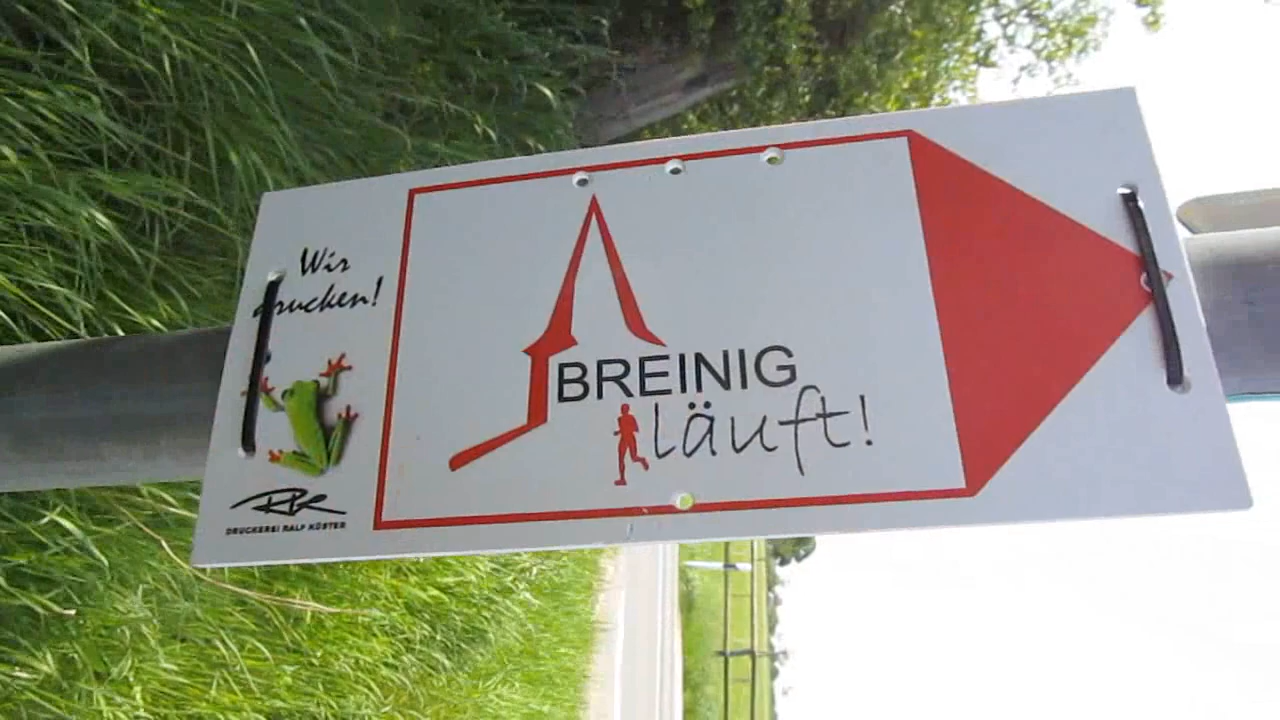 Wir
drucken!
DRUCKEREI RALF KÜSTER
BREINIG
läuft!